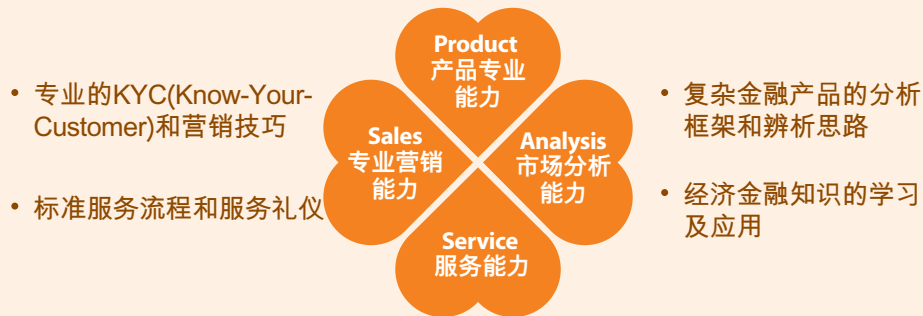 • 专业的KYC(Know-Your-
Customer)和营销技巧
• 标准服务流程和服务礼仪
Product
产品专业
能力
Sales
专业营销
能力
Analysis
市场分析
能力
Service
服务能力
• 复杂金融产品的分析
框架和辨析思路
• 经济金融知识的学习
及应用